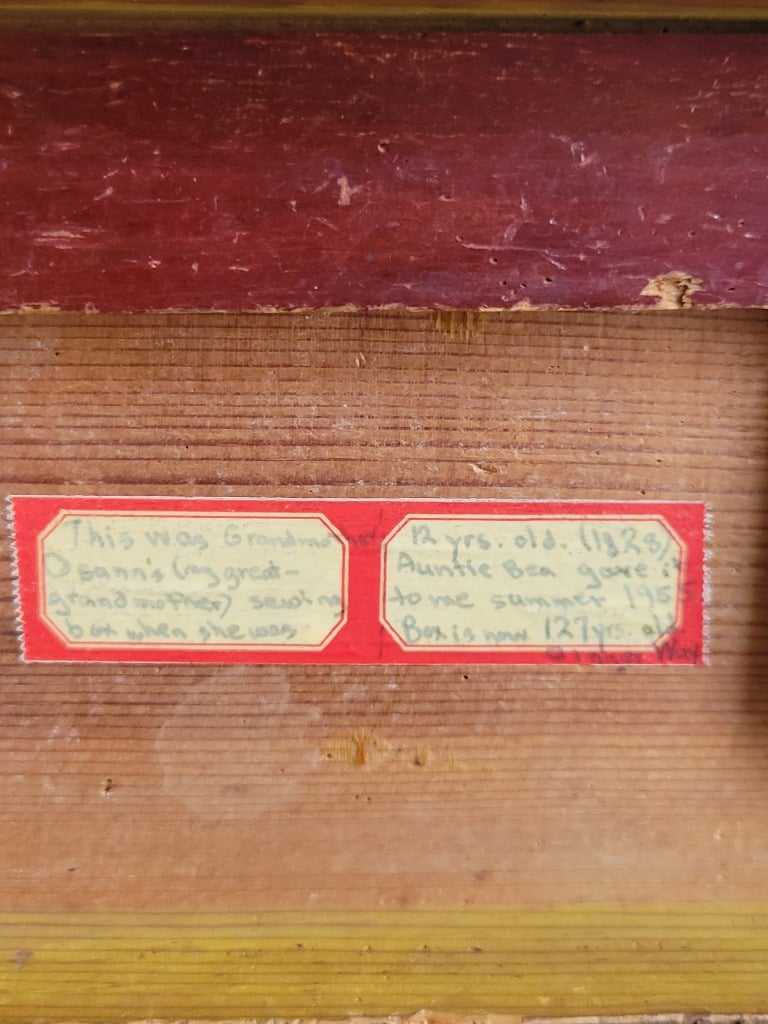 This was Grandmother
Osann's (my great-
grandmother) sewing
box when she was
12 yrs. old. (1828)
Auntie Bea gave it
to me summer 1955
Box is now 127 yrs. old
Way